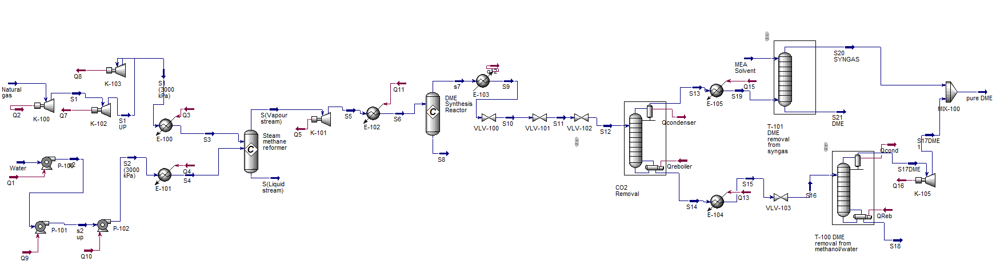 Natural
gas
Q2
K-100
S1
Q7
K-102
S1
UP
Q8
K-103
S1
(3000
kPa)
Q3
E-100
S3
Water
Q1
P-100
s2
Q9
P-101
s2
up
Q10
P-102
S2
(3000
kPa)
Q4
E-101
S4
Steam
methane
reformer
S(Vapour
stream)
S(Liquid
stream)
Q5
K-101
S5
Q11
E-102
S6
C
C
DME
Synthesis
Reactor
s7
S8
q12
E-103
S9
VLV-100
S10
VLV-101
S11
VLV-102
S12
CO2
Removal
Qcondenser
Qreboiler
S13
S14
Q15
E-105
S19
Q13
E-104
S15
VLV-103
S16
MEA
Solvent
T-101
DME
removal
from
syngas
S20
SYNGAS
S21
DME
T-100 DME
removal from
methanol/water
Qcond
QReb
S17DME
S18
Q16
K-105
S17DME
1
MIX-100
pure DME